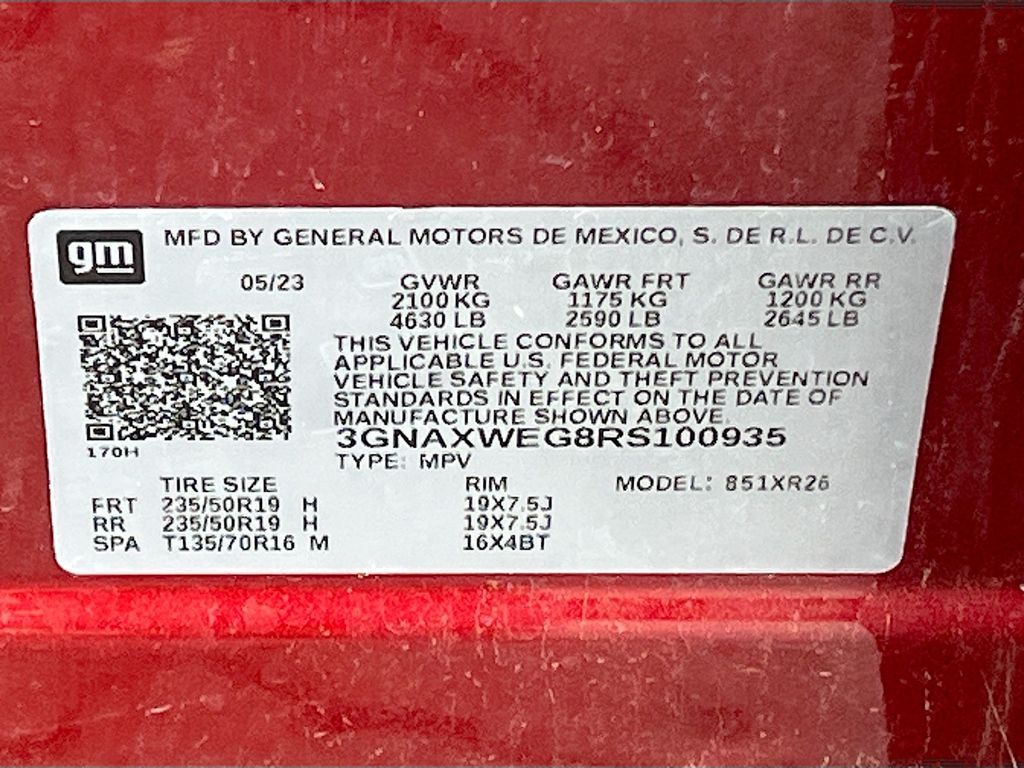 gm
MFD BY GENERAL MOTORS DE MEXICO, S. DE R.L. DE C.V.
05/23 GVWR GAWR FRT GAWR RR
2100 KG 1175 KG 1200 KG
4630 LB 2590 LB 2645 LB
THIS VEHICLE CONFORMS TO ALL
APPLICABLE U.S. FEDERAL MOTOR
VEHICLE SAFETY AND THEFT PREVENTION
STANDARDS IN EFFECT ON THE DATE OF
MANUFACTURE SHOWN ABOVE.
3GNAXWEG8RS100935
170H
TYPE: MPV
TIRE SIZE RIM MODEL: 851XR26
FRT 235/50R19 H 19X7.5J
RR 235/50R19 H 19X7.5J
SPA T135/70R16 M 16X4BT